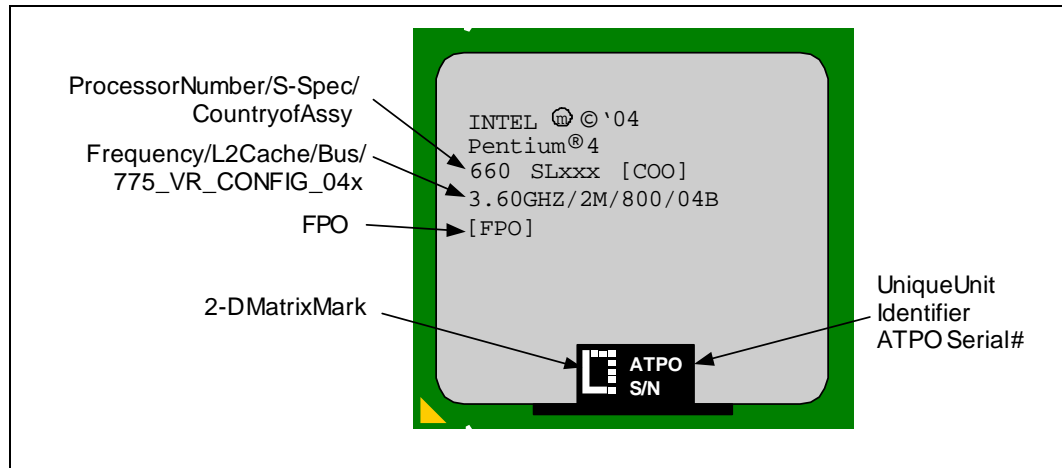 ProcessorNumber/S-Spec/
CountryofAssy
Frequency/L2Cache/Bus/
775_VR_CONFIG_04x
FPO
2-DMatrixMark
INTEL ⓜ © '04
Pentium®4
660 SLxxx [COO]
3.60GHZ/2M/800/04B
[FPO]
ATPO
S/N
UniqueUnit
Identifier
ATPO Serial#